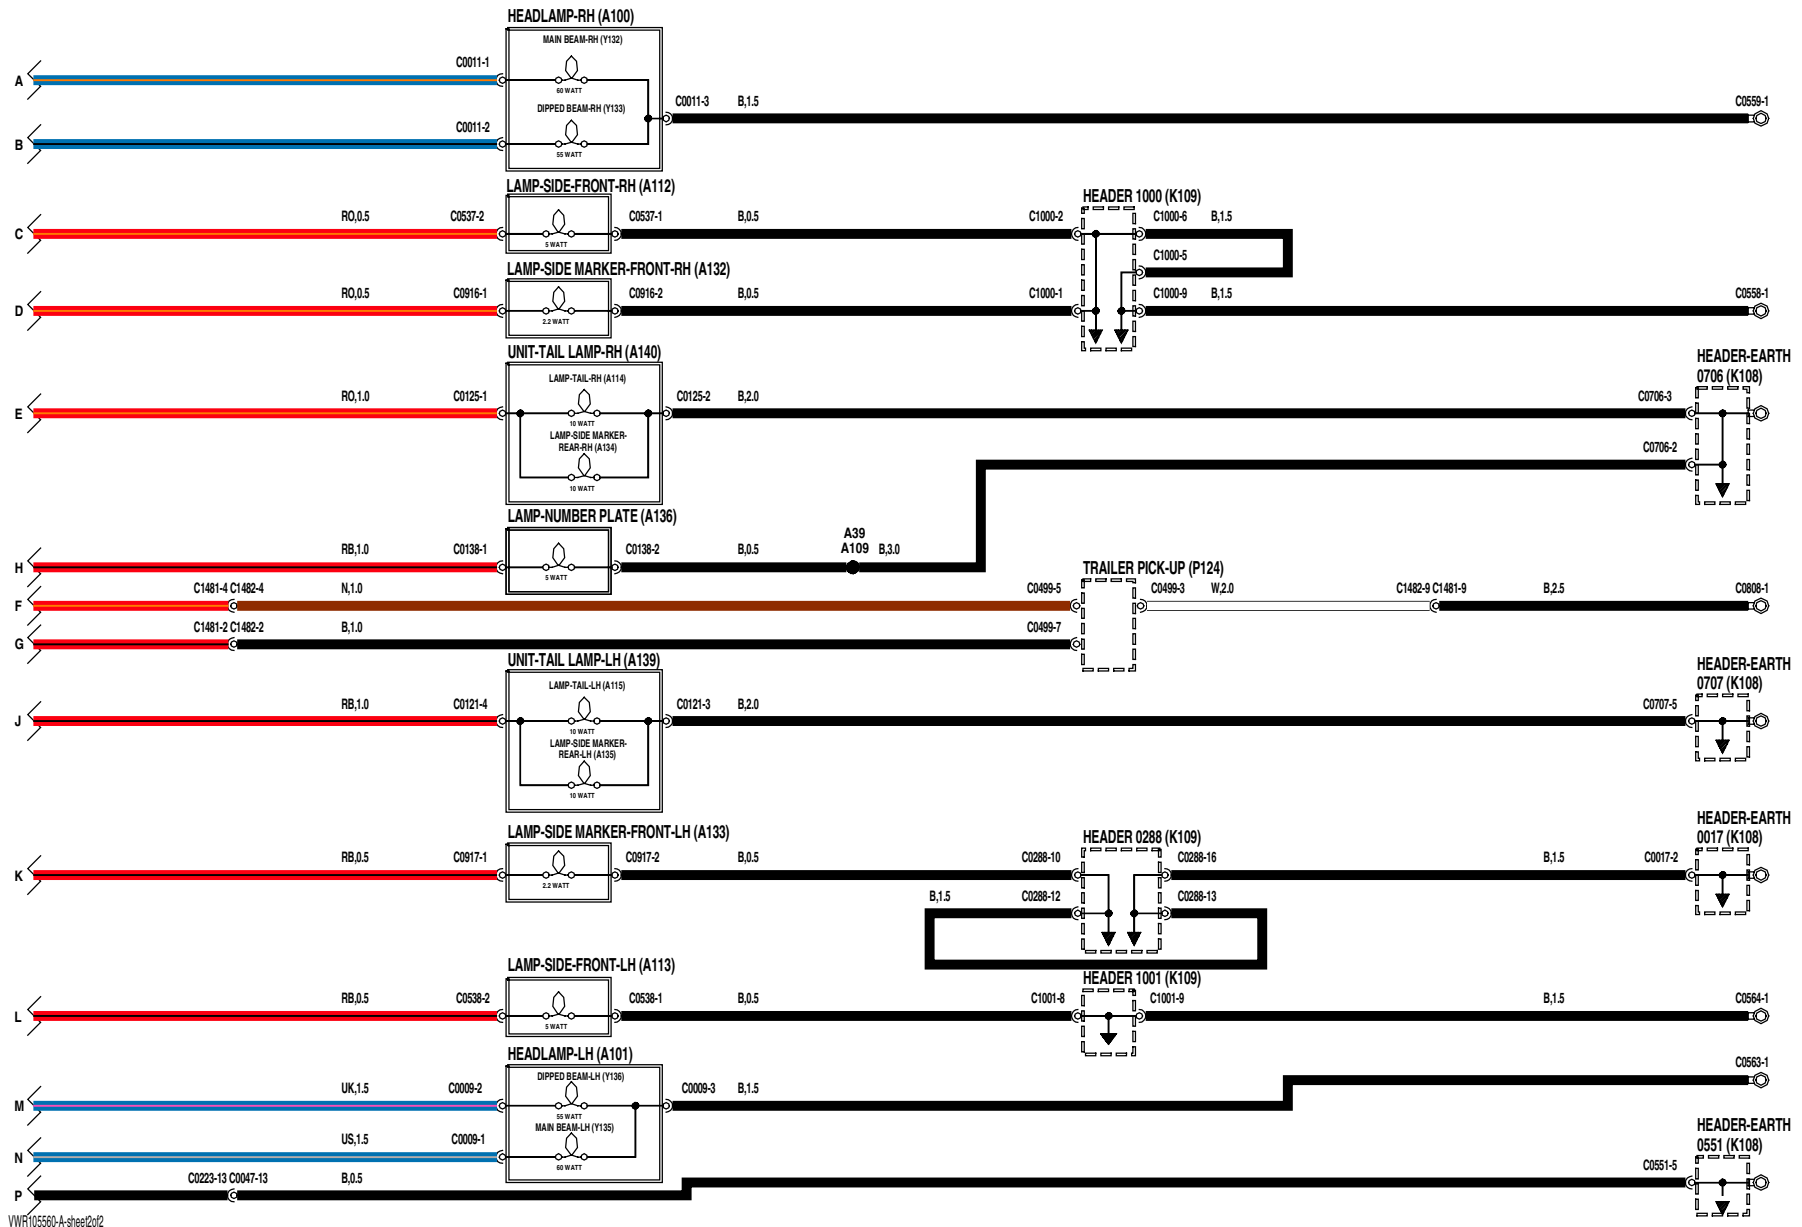 HEADLAMP-RH (A100)
MAIN BEAM-RH (Y132)
C0011-1
A
60 WATT
C0011-3 B,1.5 C0559-1
DIPPED BEAM-RH (Y133)
C0011-2
B
55 WATT
LAMP-SIDE-FRONT-RH (A112)
HEADER 1000 (K109)
RO,0.5 C0537-2 C0537-1 B,0.5 C1000-2 C1000-6 B,1.5
C
5 WATT
C1000-5
LAMP-SIDE MARKER-FRONT-RH (A132)
RO,0.5 C0916-1 C0916-2 B,0.5 C1000-1 C1000-9 B,1.5 C0558-1
D
2.2 WATT
UNIT-TAIL LAMP-RH (A140)
HEADER-EARTH
0706 (K108)
LAMP-TAIL-RH (A114)
RO,1.0 C0125-1 C0125-2 B,2.0 C0706-3
E
10 WATT
LAMP-SIDE MARKER-
REAR-RH (A134)
C0706-2
10 WATT
LAMP-NUMBER PLATE (A136)
A39
RB,1.0 C0138-1 C0138-2 B,0.5 A109 B,3.0
H
5 WATT
TRAILER PICK-UP (P124)
C1481-4 C1482-4 N,1.0 C0499-5 C0499-3 W,2.0 C1482-9 C1481-9 B,2.5 C0808-1
F
C1481-2 C1482-2 B,1.0 C0499-7
G
UNIT-TAIL LAMP-LH (A139)
HEADER-EARTH
0707 (K108)
LAMP-TAIL-LH (A115)
RB,1.0 C0121-4 C0121-3 B,2.0 C0707-5
J
10 WATT
LAMP-SIDE MARKER-
REAR-LH (A135)
10 WATT
LAMP-SIDE MARKER-FRONT-LH (A133)
HEADER 0288 (K109)
HEADER-EARTH
0017 (K108)
RB,0.5 C0917-1 C0917-2 B,0.5 C0288-10 C0288-16 B,1.5 C0017-2
K
2.2 WATT
B,1.5 C0288-12 C0288-13
LAMP-SIDE-FRONT-LH (A113)
HEADER 1001 (K109)
RB,0.5 C0538-2 C0538-1 B,0.5 C1001-8 C1001-9 B,1.5 C0564-1
L
5 WATT
HEADLAMP-LH (A101)
C0563-1
DIPPED BEAM-LH (Y136)
UK,1.5 C0009-2 C0009-3 B,1.5
M
55 WATT
MAIN BEAM-LH (Y135)
HEADER-EARTH
0551 (K108)
US,1.5 C0009-1
N
60 WATT
C0551-5
C0223-13 C0047-13 B,0.5
P
VWR105560-A-sheet2of2